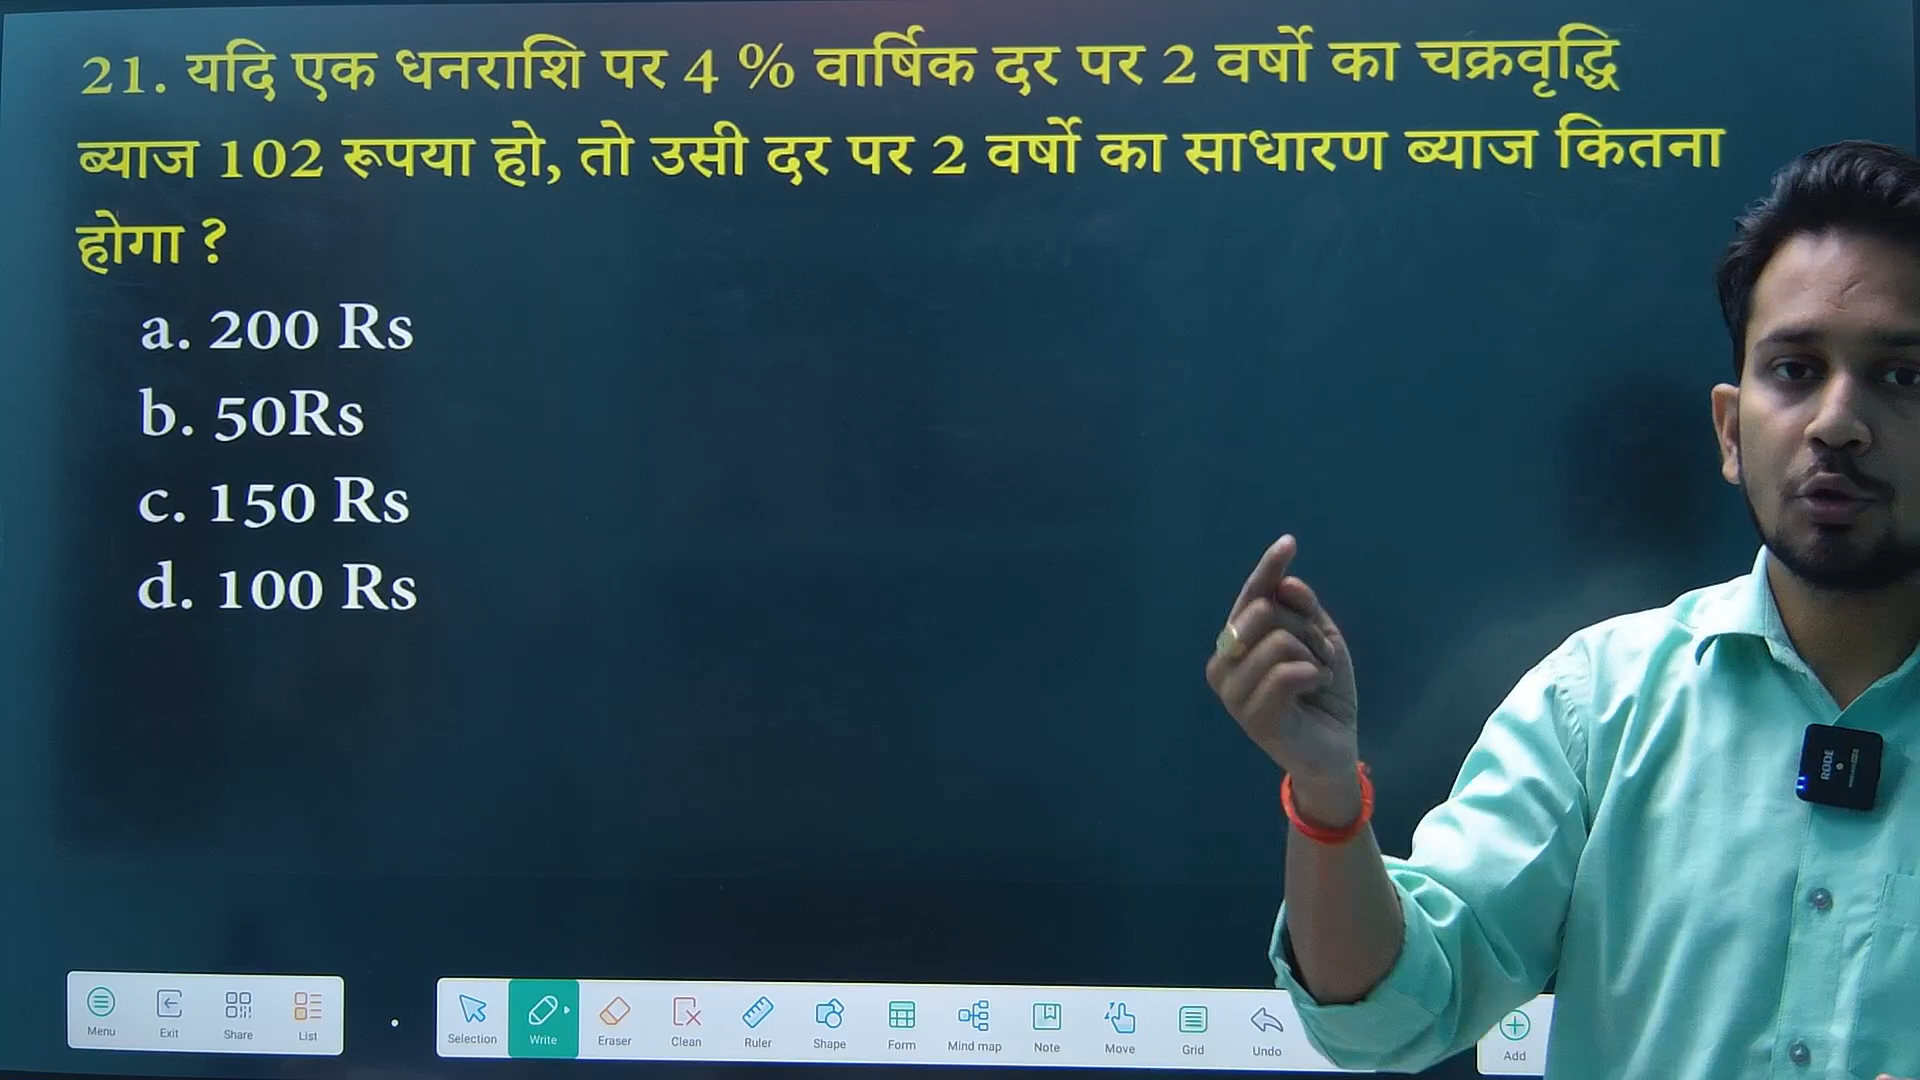 21. यदि एक धनराशि पर 4 % वार्षिक दर पर 2 वर्षो का चक्रवृद्धि
ब्याज 102 रूपया हो, तो उसी दर पर 2 वर्षो का साधारण ब्याज कितना
होगा ?
a. 200 Rs
b. 50Rs
c. 150 Rs
d. 100 Rs
RODE
Menu Exit Share List
Selection Write Eraser Clean Ruler Shape Form Mind map Note Move Grid Undo Add